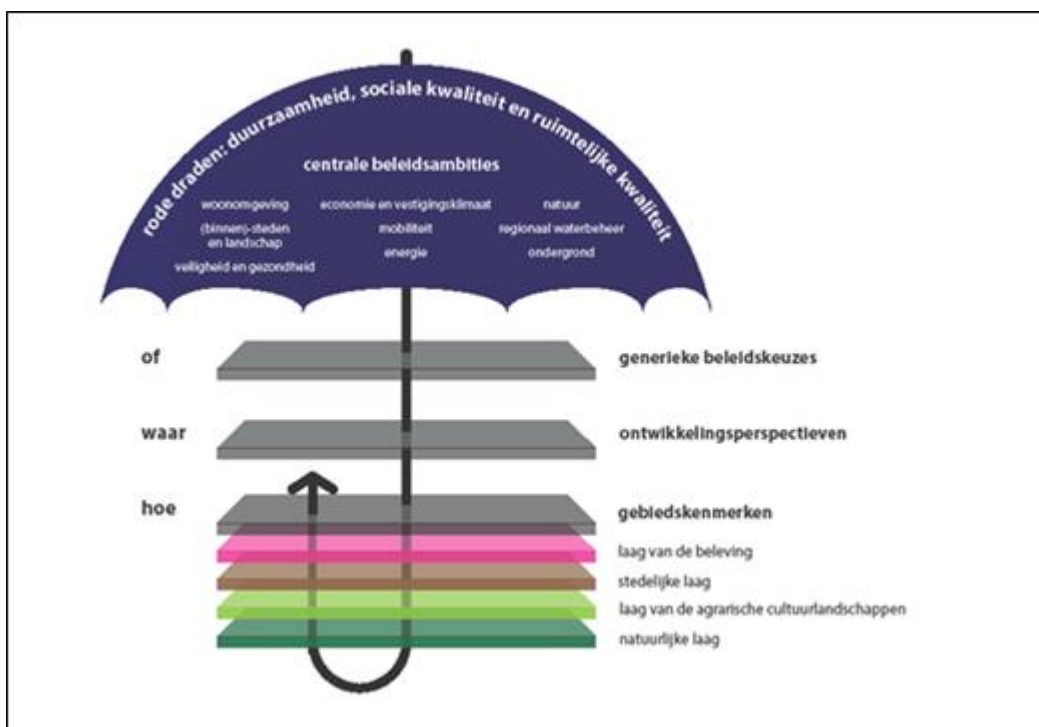 rode draden: duurzaamheid, sociale kwaliteit en ruimtelijke kwaliteit
centrale beleidsambities
woonomgeving
(binnen)-steden
en landschap
veiligheid en gezondheid
economie en vestigingsklimaat
mobiliteit
energie
natuur
regionaal waterbeheer
ondergrond
of
generieke beleidskeuzes
waar
ontwikkelingsperspectieven
hoe
gebiedskenmerken
laag van de beleving
stedelijke laag
laag van de agrarische cultuurlandschappen
natuurlijke laag